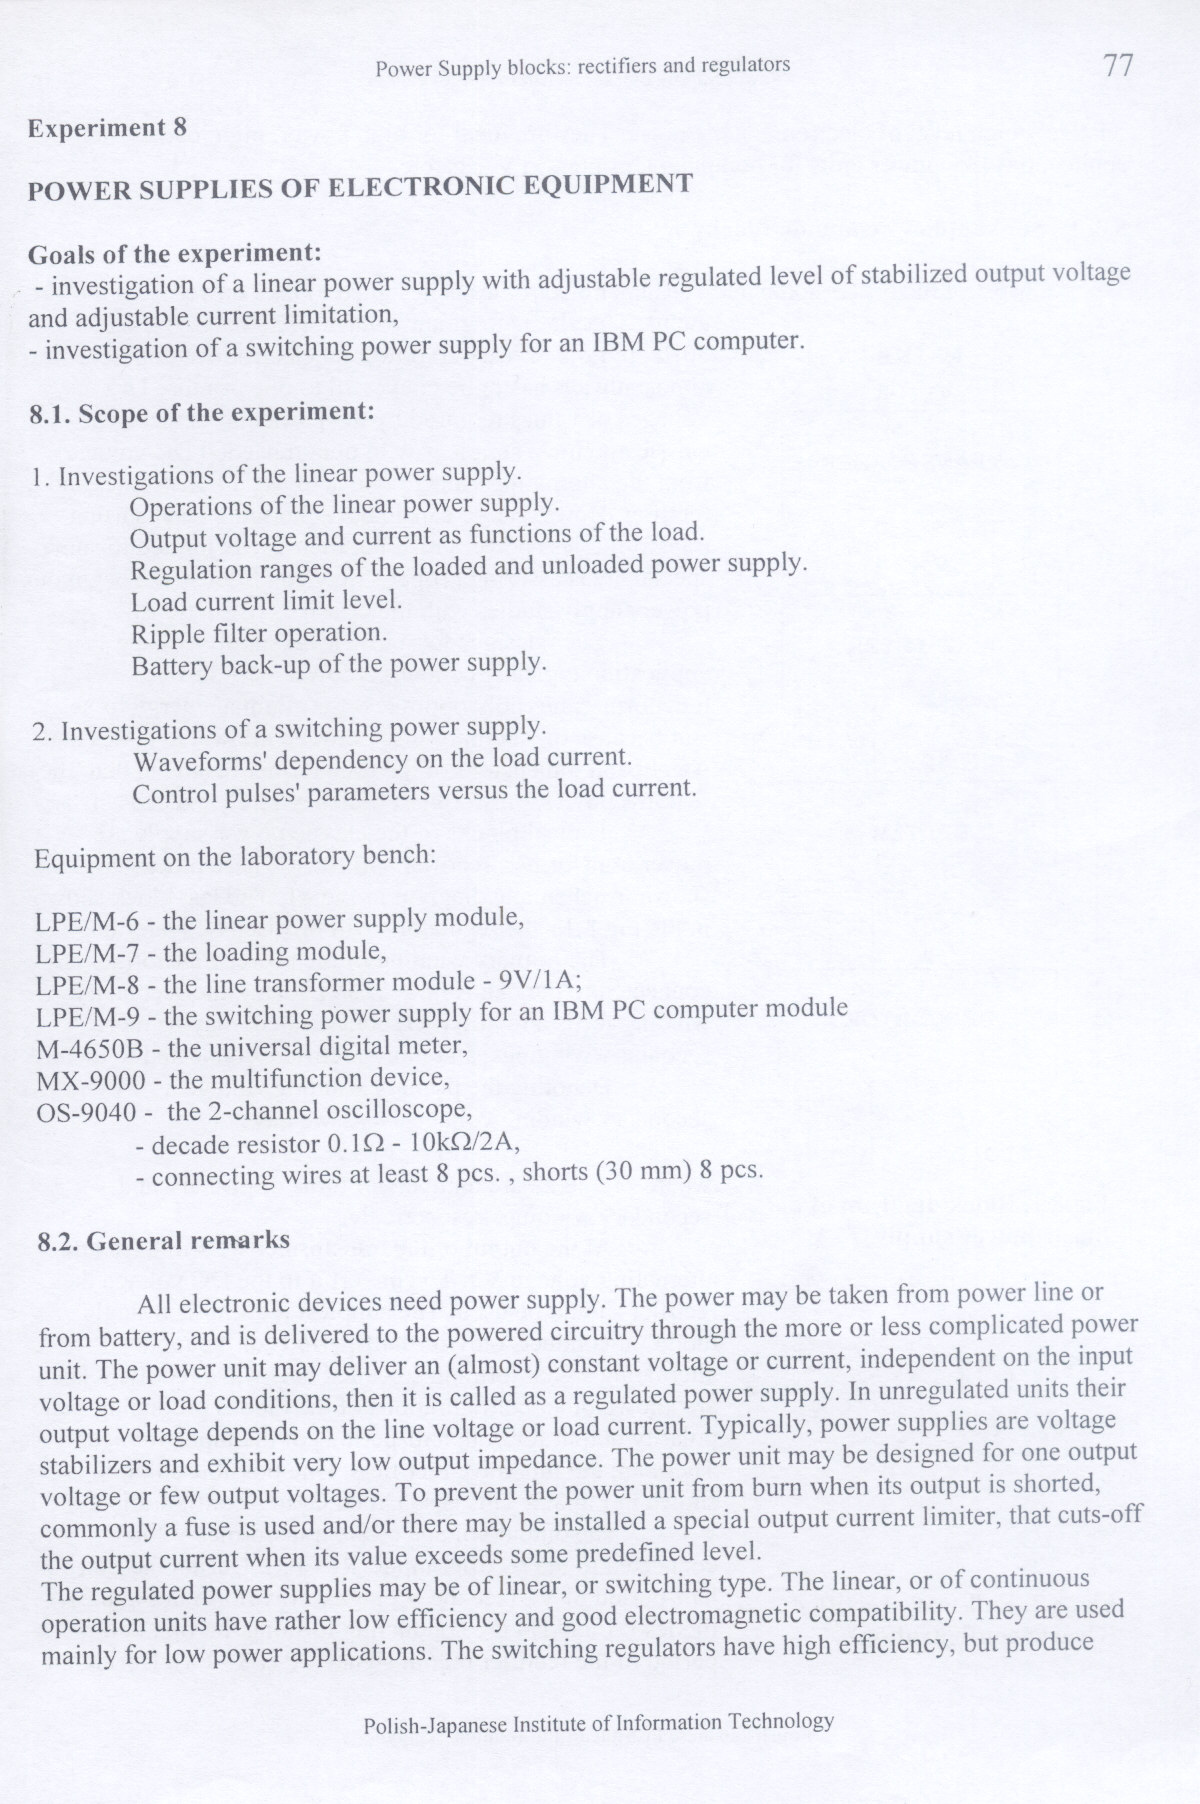 Power Supply blocks: rectifiers and regulators
77
Experiment 8
POWER SUPPLIES OF ELECTRONIC EQUIPMENT
Goals of the experiment:
- investigation of a linear power supply with adjustable regulated level of stabilized output voltage
and adjustable current limitation,
- investigation of a switching power supply for an IBM PC computer.
8.1. Scope of the experiment:
1. Investigations of the linear power supply.
Operations of the linear power supply.
Output voltage and current as functions of the load.
Regulation ranges of the loaded and unloaded power supply.
Load current limit level.
Ripple filter operation.
Battery back-up of the power supply.
2. Investigations of a switching power supply.
Waveforms' dependency on the load current.
Control pulses' parameters versus the load current.
Equipment on the laboratory bench:
LPE/M-6 - the linear power supply module,
LPE/M-7 - the loading module,
LPE/M-8 - the line transformer module - 9V/1A;
LPE/M-9 - the switching power supply for an IBM PC computer module
M-4650B - the universal digital meter,
MX-9000 - the multifunction device,
OS-9040 - the 2-channel oscilloscope,
- decade resistor 0.1Ω - 10kΩ/2A,
- connecting wires at least 8 pcs. , shorts (30 mm) 8 pcs.
8.2. General remarks
All electronic devices need power supply. The power may be taken from power line or
from battery, and is delivered to the powered circuitry through the more or less complicated power
unit. The power unit may deliver an (almost) constant voltage or current, independent on the input
voltage or load conditions, then it is called as a regulated power supply. In unregulated units their
output voltage depends on the line voltage or load current. Typically, power supplies are voltage
stabilizers and exhibit very low output impedance. The power unit may be designed for one output
voltage or few output voltages. To prevent the power unit from burn when its output is shorted,
commonly a fuse is used and/or there may be installed a special output current limiter, that cuts-off
the output current when its value exceeds some predefined level.
The regulated power supplies may be of linear, or switching type. The linear, or of continuous
operation units have rather low efficiency and good electromagnetic compatibility. They are used
mainly for low power applications. The switching regulators have high efficiency, but produce
Polish-Japanese Institute of Information Technology